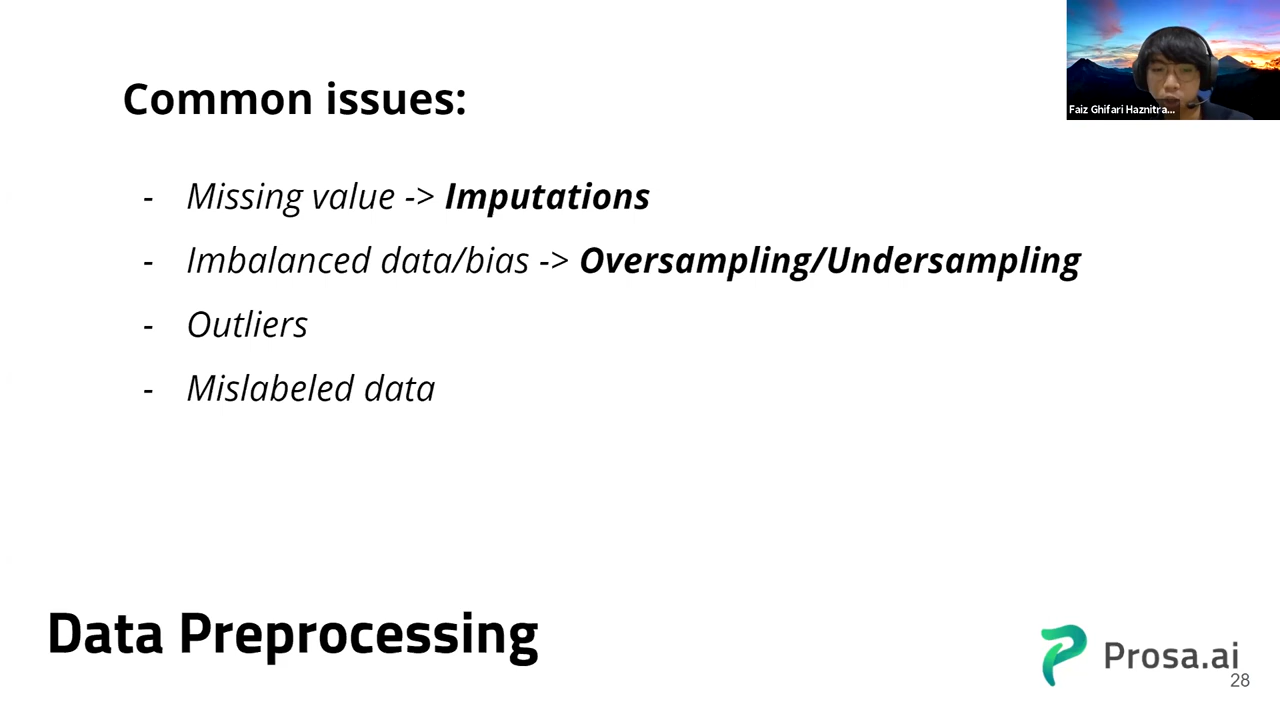 Common issues:
Faiz Ghifari Haznitra...
- Missing value -> Imputations
- Imbalanced data/bias -> Oversampling/Undersampling
- Outliers
- Mislabeled data
Data Preprocessing
Prosa.ai
28